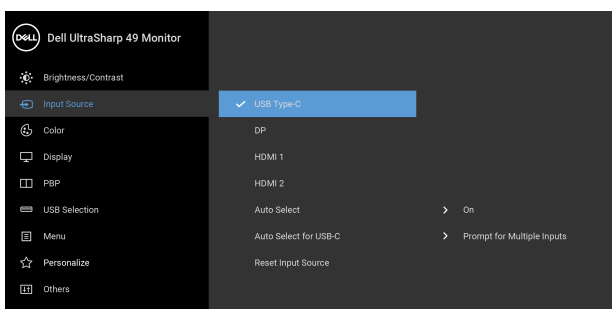 DELL Dell UltraSharp 49 Monitor
Brightness/Contrast
Input Source USB Type-C
Color DP
Display HDMI 1
PBP HDMI 2
USB Selection Auto Select On
Menu Auto Select for USB-C Prompt for Multiple Inputs
Personalize Reset Input Source
Others